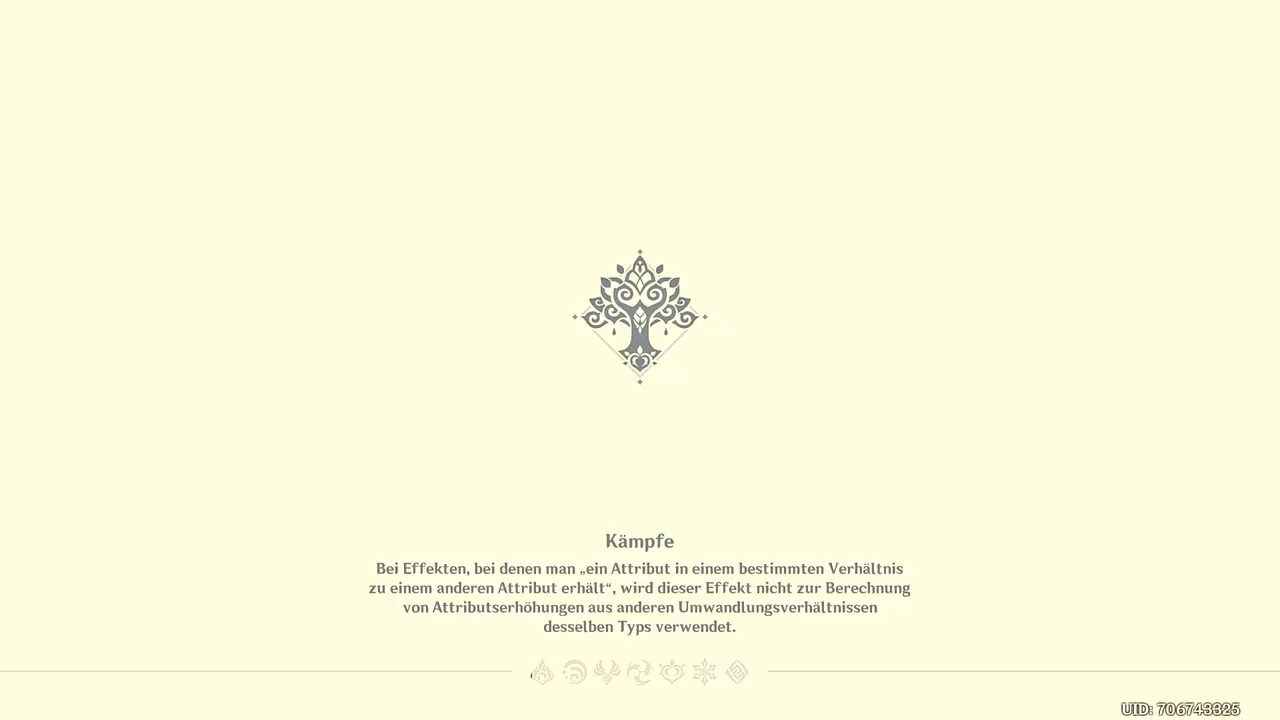 Kämpfe
Bei Effekten, bei denen man „ein Attribut in einem bestimmten Verhältnis
zu einem anderen Attribut erhält“, wird dieser Effekt nicht zur Berechnung
von Attributserhöhungen aus anderen Umwandlungsverhältnissen
desselben Typs verwendet.
UID: 706743325